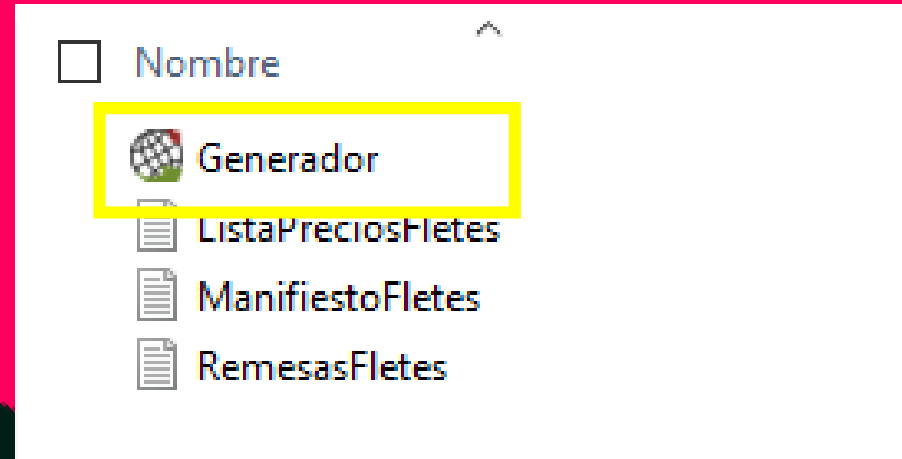 Nombre
Generador
ListaPreciosFletes
ManifiestoFletes
RemesasFletes